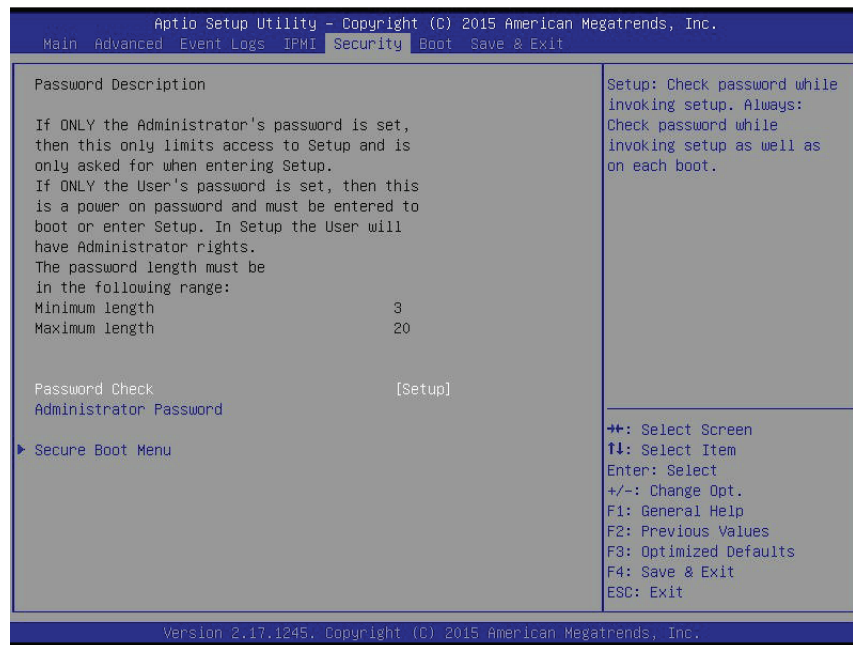 Aptio Setup Utility – Copyright (C) 2015 American Megatrends, Inc.
Main Advanced Event Logs IPMI Security Boot Save & Exit
Password Description
If ONLY the Administrator's password is set,
then this only limits access to Setup and is
only asked for when entering Setup.
If ONLY the User's password is set, then this
is a power on password and must be entered to
boot or enter Setup. In Setup the User will
have Administrator rights.
The password length must be
in the following range:
Minimum length 3
Maximum length 20
Password Check [Setup]
Administrator Password
Secure Boot Menu
Setup: Check password while
invoking setup. Always:
Check password while
invoking setup as well as
on each boot.
→←: Select Screen
↑↓: Select Item
Enter: Select
+/-: Change Opt.
F1: General Help
F2: Previous Values
F3: Optimized Defaults
F4: Save & Exit
ESC: Exit
Version 2.17.1245. Copyright (C) 2015 American Megatrends, Inc.